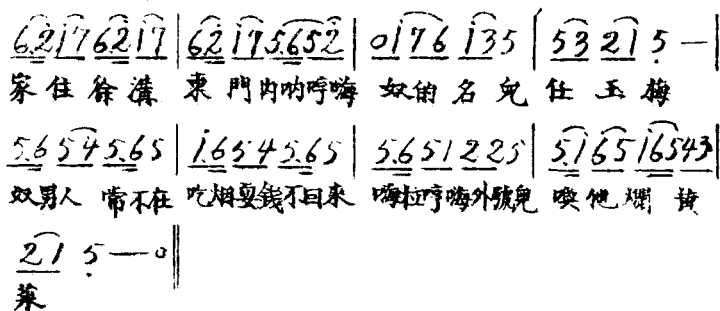 6.2 1 7 6 2 1 7 | 6 2 1 7 5.6 5 2 | 0 1 7 6 1 3 5 | 5 3 2 1 5 — |
家住徐溝 東門内呐哼嗨 奴的名兒任玉梅
5.6 5 4 5.6 5 | 1.6 5 4 5.6 5 | 5.6 5 1 2 2 5 | 5.1 6 5 1 6 5 4 3 |
奴男人 常不在 吃烟耍錢不回來 嗨拉哼嗨外號兒 喚他爛黄
2 1 5 — 0 ‖
菜